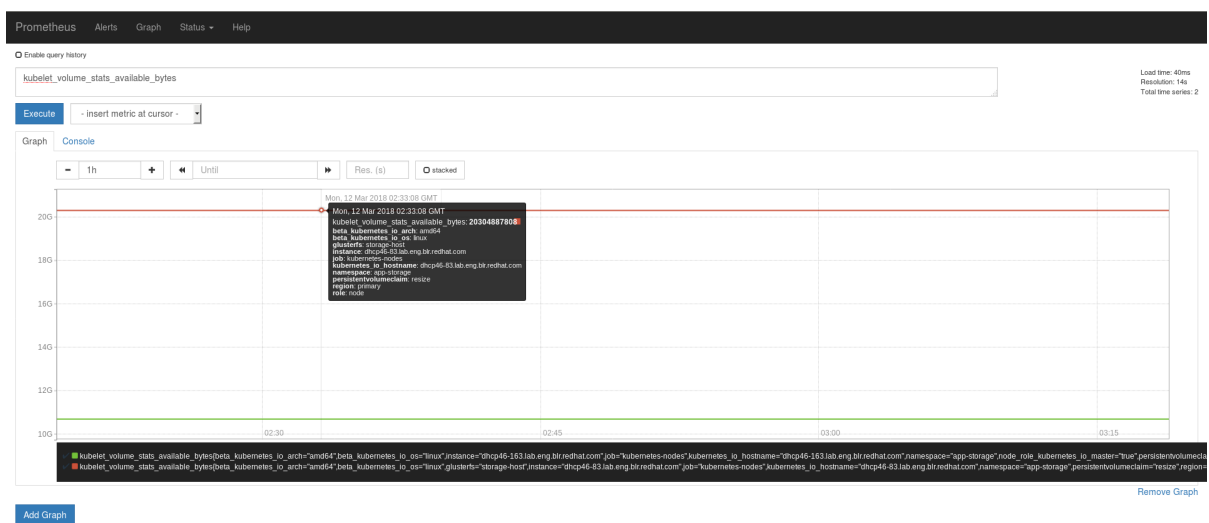 Prometheus Alerts Graph Status Help
Enable query history
kubelet_volume_stats_available_bytes
Load time: 40ms
Resolution: 14s
Total time series: 2
Execute - insert metric at cursor -
Graph Console
- 1h + Until Res. (s) stacked
Mon, 12 Mar 2018 02:33:08 GMT
Mon, 12 Mar 2018 02:33:08 GMT
kubelet_volume_stats_available_bytes: 20304887808
beta_kubernetes_io_arch: amd64
beta_kubernetes_io_os: linux
glusterfs: storage-host
instance: dhcp46-83.lab.eng.blr.redhat.com
job: kubernetes-nodes
kubernetes_io_hostname: dhcp46-83.lab.eng.blr.redhat.com
namespace: app-storage
persistentvolumeclaim: resize
region: primary
role: node
20G
18G
16G
14G
12G
10G
02:30 02:45 03:00 03:15
kubelet_volume_stats_available_bytes{beta_kubernetes_io_arch="amd64",beta_kubernetes_io_os="linux",instance="dhcp46-163.lab.eng.blr.redhat.com",job="kubernetes-nodes",kubernetes_io_hostname="dhcp46-163.lab.eng.blr.redhat.com",namespace="app-storage",node_role_kubernetes_io_master="true",persistentvolumecla
kubelet_volume_stats_available_bytes{beta_kubernetes_io_arch="amd64",beta_kubernetes_io_os="linux",glusterfs="storage-host",instance="dhcp46-83.lab.eng.blr.redhat.com",job="kubernetes-nodes",kubernetes_io_hostname="dhcp46-83.lab.eng.blr.redhat.com",namespace="app-storage",persistentvolumeclaim="resize",region=
Remove Graph
Add Graph